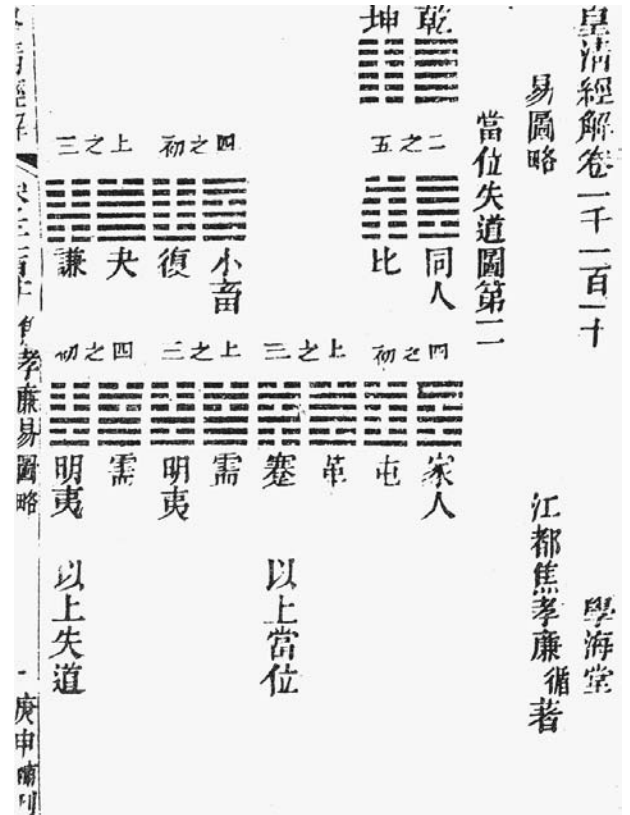 皇清經解卷一千一百一十
學海堂
易圖略
江都焦孝廉循著
當位失道圖第二
乾
坤
二之五
同人
比
四之初
小畜
復
上之三
夬
謙
四之初
家人
屯
上之三
革
蹇
以上當位
上之三
需
明夷
四之初
需
明夷
以上失道
焦孝廉易圖略
一
庚申補刊